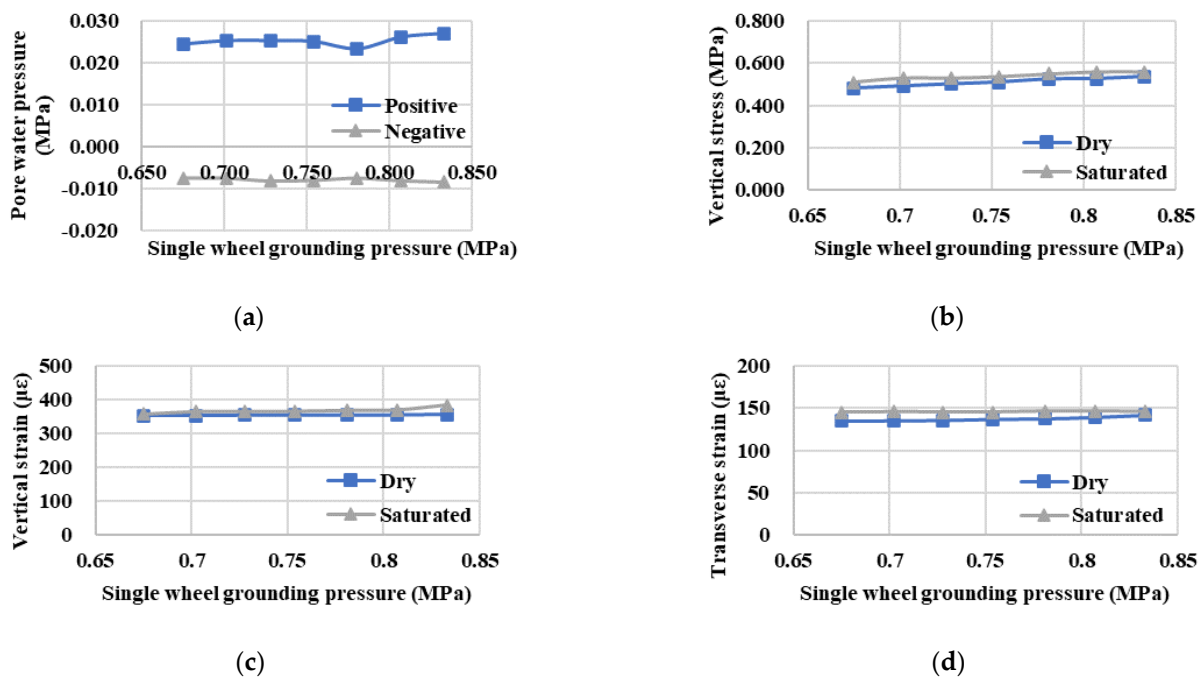 0.030
0.020
0.010
0.000
-0.010
-0.020
Pore water pressure
(MPa)
Positive
Negative
0.650 0.700 0.750 0.800 0.850
Single wheel grounding pressure (MPa)
(a)
0.800
0.600
0.400
0.200
0.000
Vertical stress (MPa)
Dry
Saturated
0.65 0.7 0.75 0.8 0.85
Single wheel grounding pressure (MPa)
(b)
500
400
300
200
100
0
Vertical strain (με)
Dry
Saturated
0.65 0.7 0.75 0.8 0.85
Single wheel grounding pressure (MPa)
(c)
200
150
100
50
0
Transverse strain (με)
Dry
Saturated
0.65 0.7 0.75 0.8 0.85
Single wheel grounding pressure (MPa)
(d)